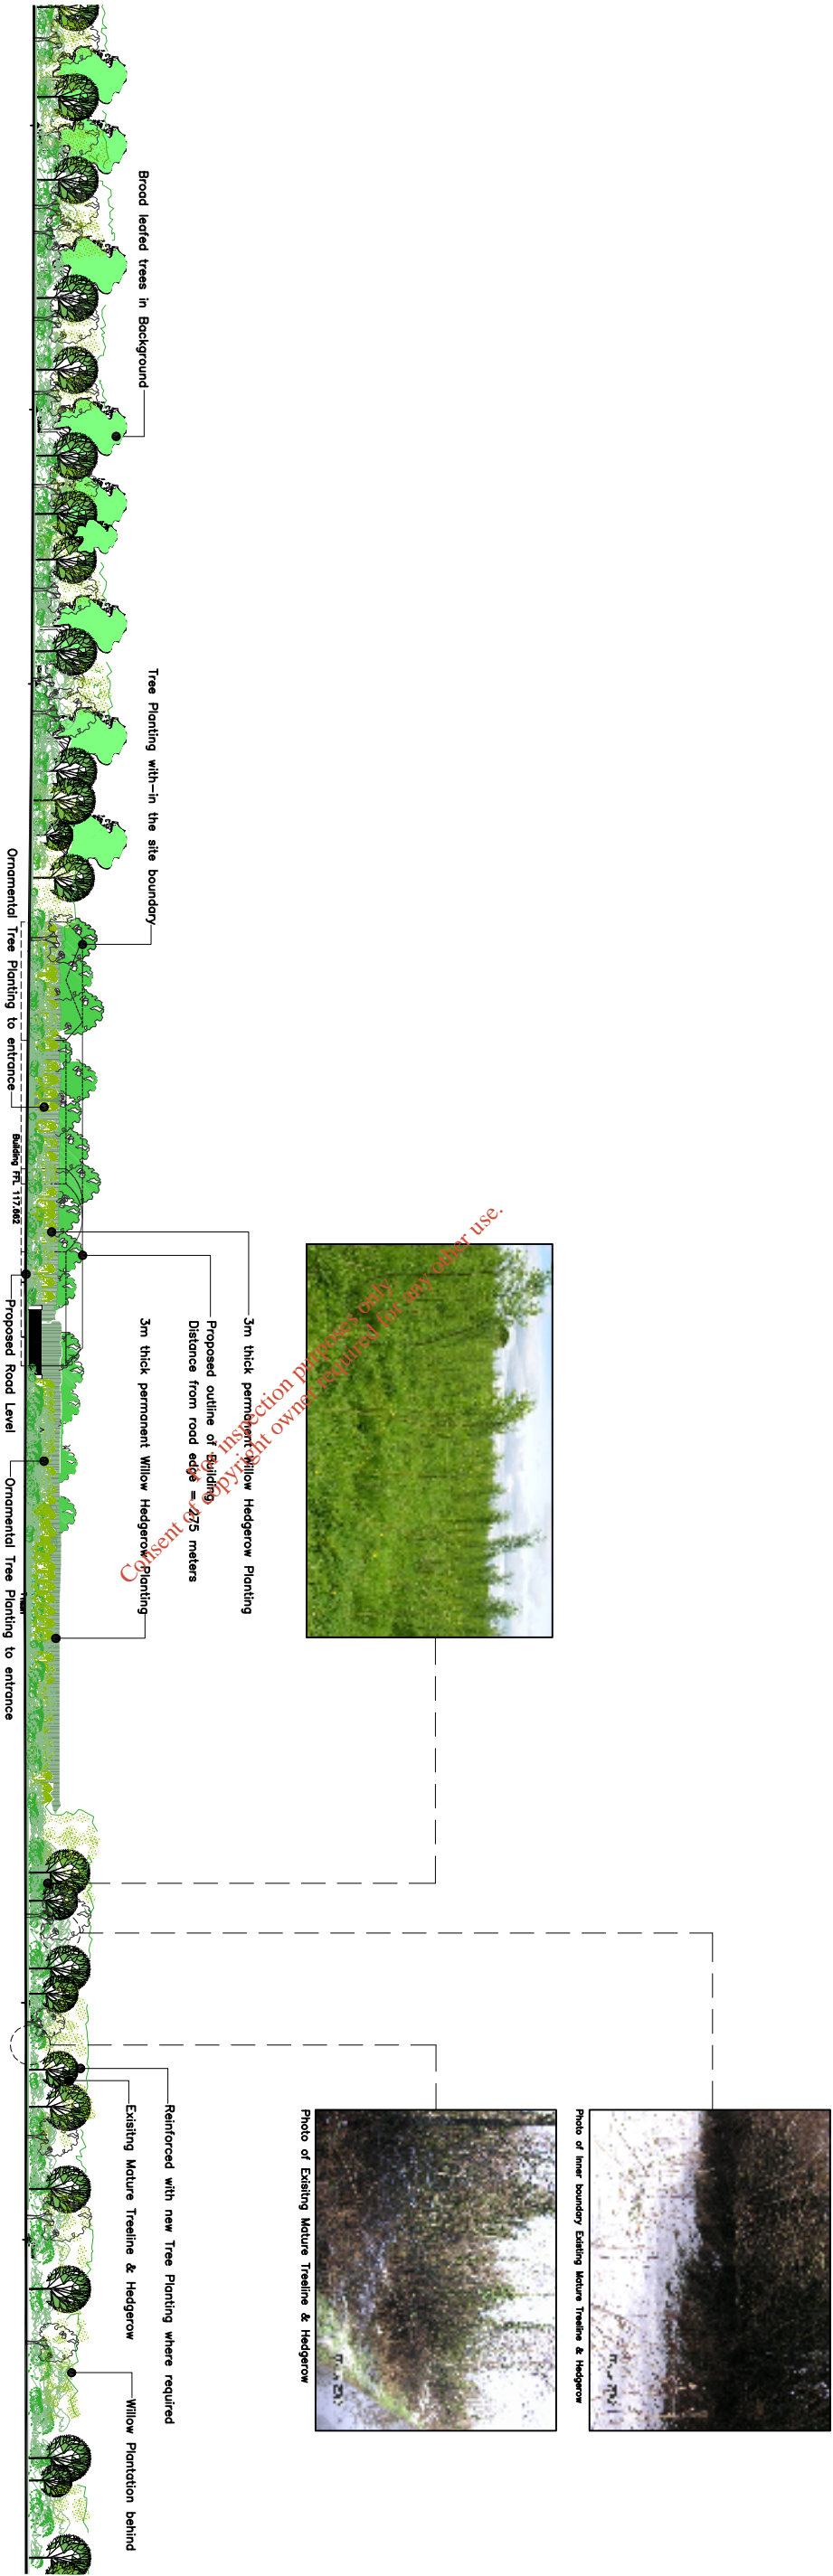 Broad leafed trees in Background
Tree Planting with-in the site boundary
Ornamental Tree Planting to entrance
Building FFL 117.662
3m thick permanent Willow Hedgerow Planting
Proposed outline of Building
Distance from road edge = 275 meters
3m thick permanent Willow Hedgerow Planting
Proposed Road Level
Ornamental Tree Planting to entrance
For inspection purposes only.
Consent of copyright owner required for any other use.
Photo of Inner boundary Existing Mature Treeline & Hedgerow
Photo of Exisitng Mature Treeline & Hedgerow
Reinforced with new Tree Planting where required
Exisitng Mature Treeline & Hedgerow
Willow Plantation behind